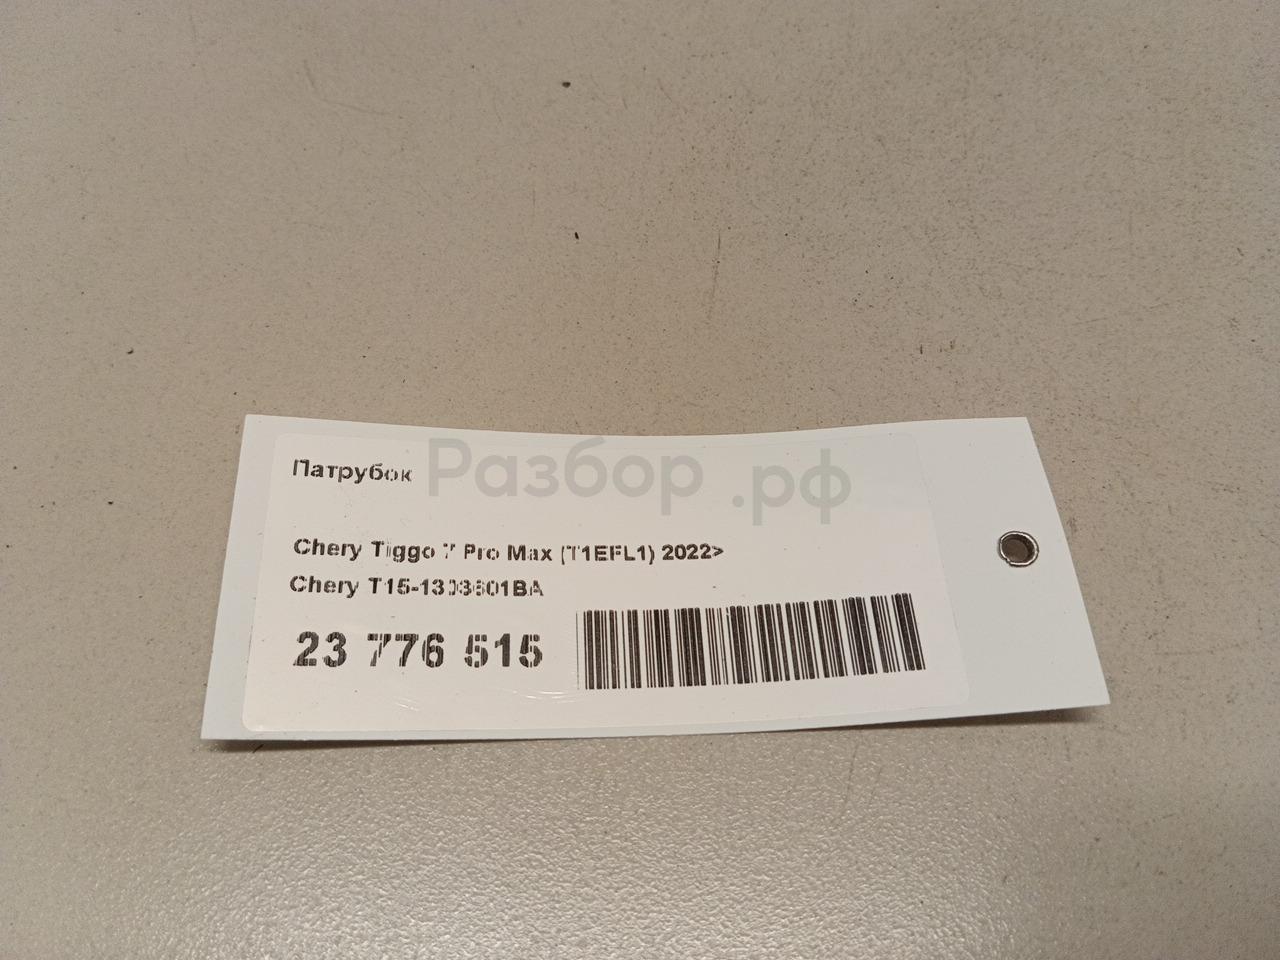 Патрубок
Разбор.рф
Chery Tiggo 7 Pro Max (T1EFL1) 2022>
Chery T15-1303601BA
23 776 515